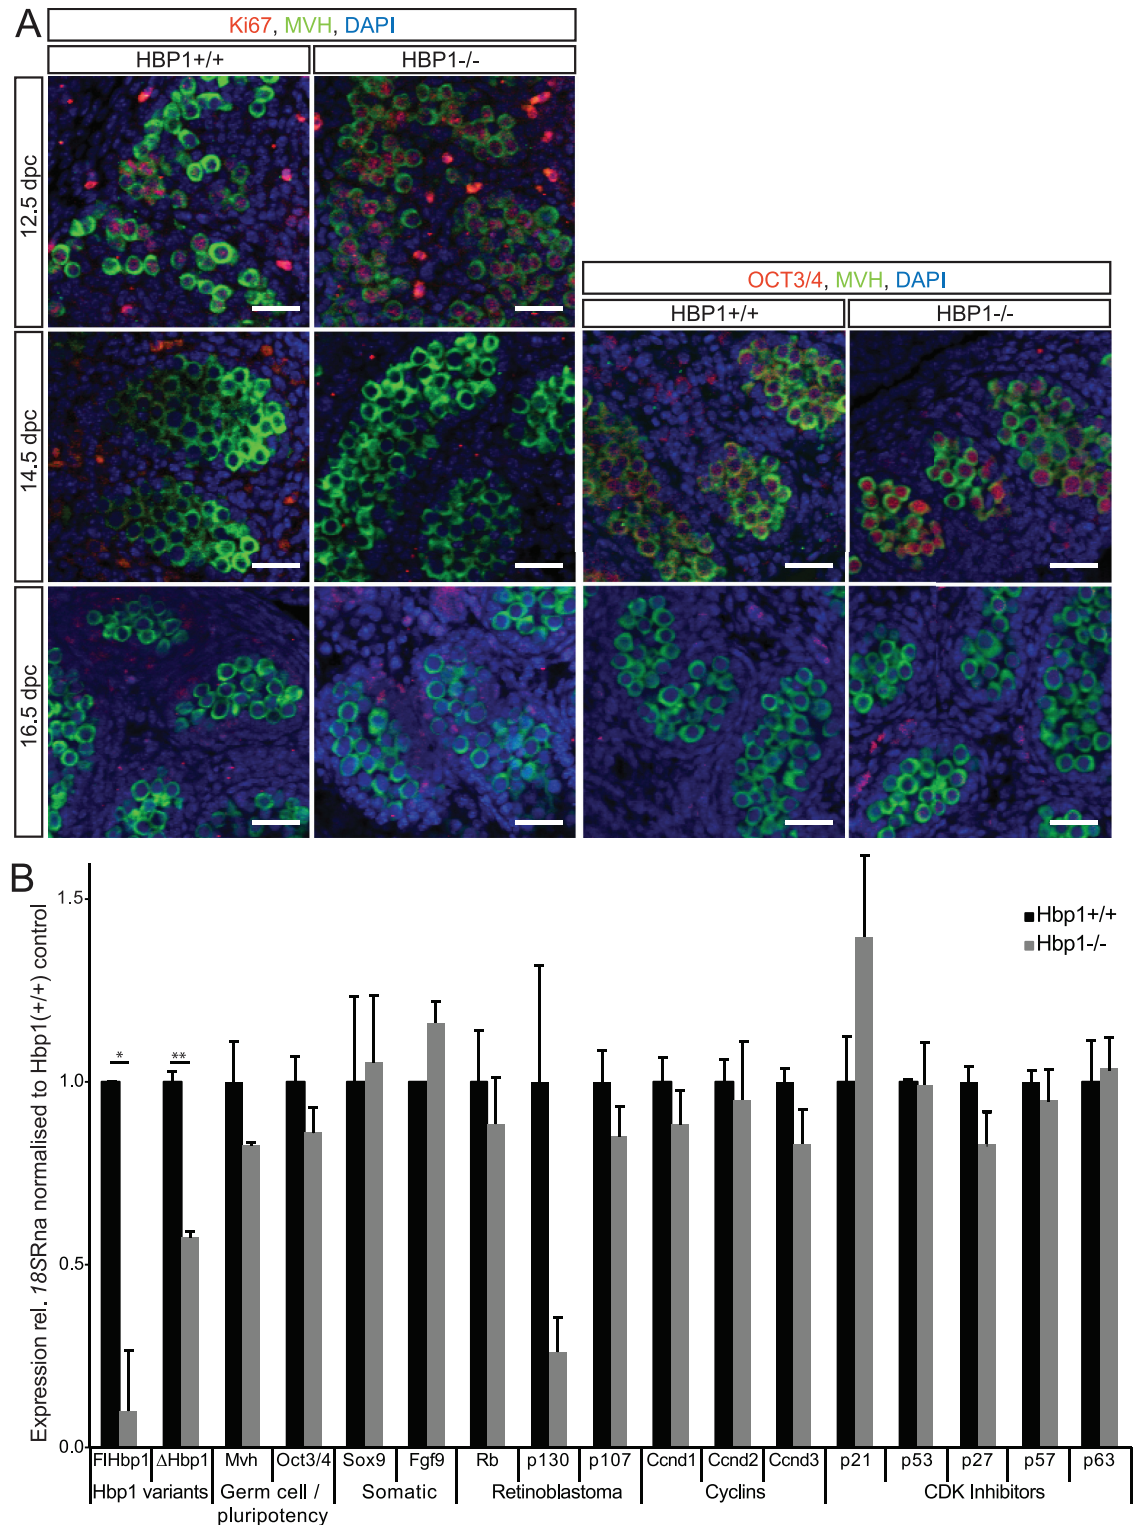 A
Ki67, MVH, DAPI
HBP1+/+ HBP1-/-
12.5 dpc
OCT3/4, MVH, DAPI
HBP1+/+ HBP1-/-
14.5 dpc
16.5 dpc
B
Expression rel. 18SRna normalised to Hbp1(+/+) control
1.5
1.0
0.5
0.0
Hbp1+/+
Hbp1-/-
* **
FlHbp1 ΔHbp1 Mvh Oct3/4 Sox9 Fgf9 Rb p130 p107 Ccnd1 Ccnd2 Ccnd3 p21 p53 p27 p57 p63
Hbp1 variants Germ cell / Somatic Retinoblastoma Cyclins CDK Inhibitors
pluripotency